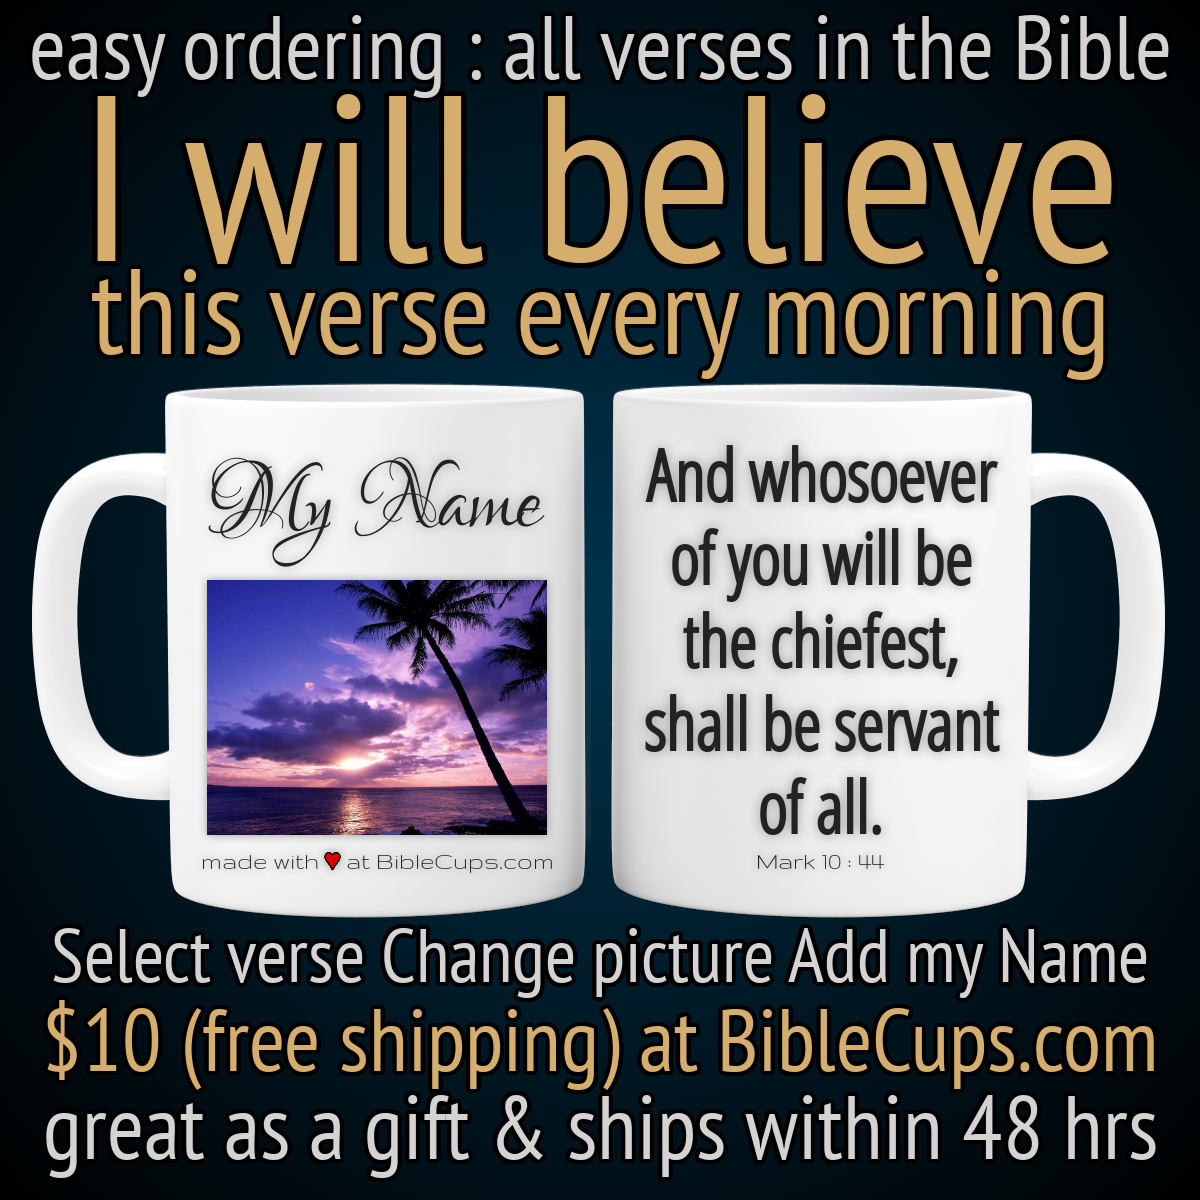 easy ordering : all verses in the Bible
I will believe
this verse every morning
My Name
made with ♥ at BibleCups.com
And whosoever
of you will be
the chiefest,
shall be servant
of all.
Mark 10 : 44
Select verse Change picture Add my Name
$10 (free shipping) at BibleCups.com
great as a gift & ships within 48 hrs